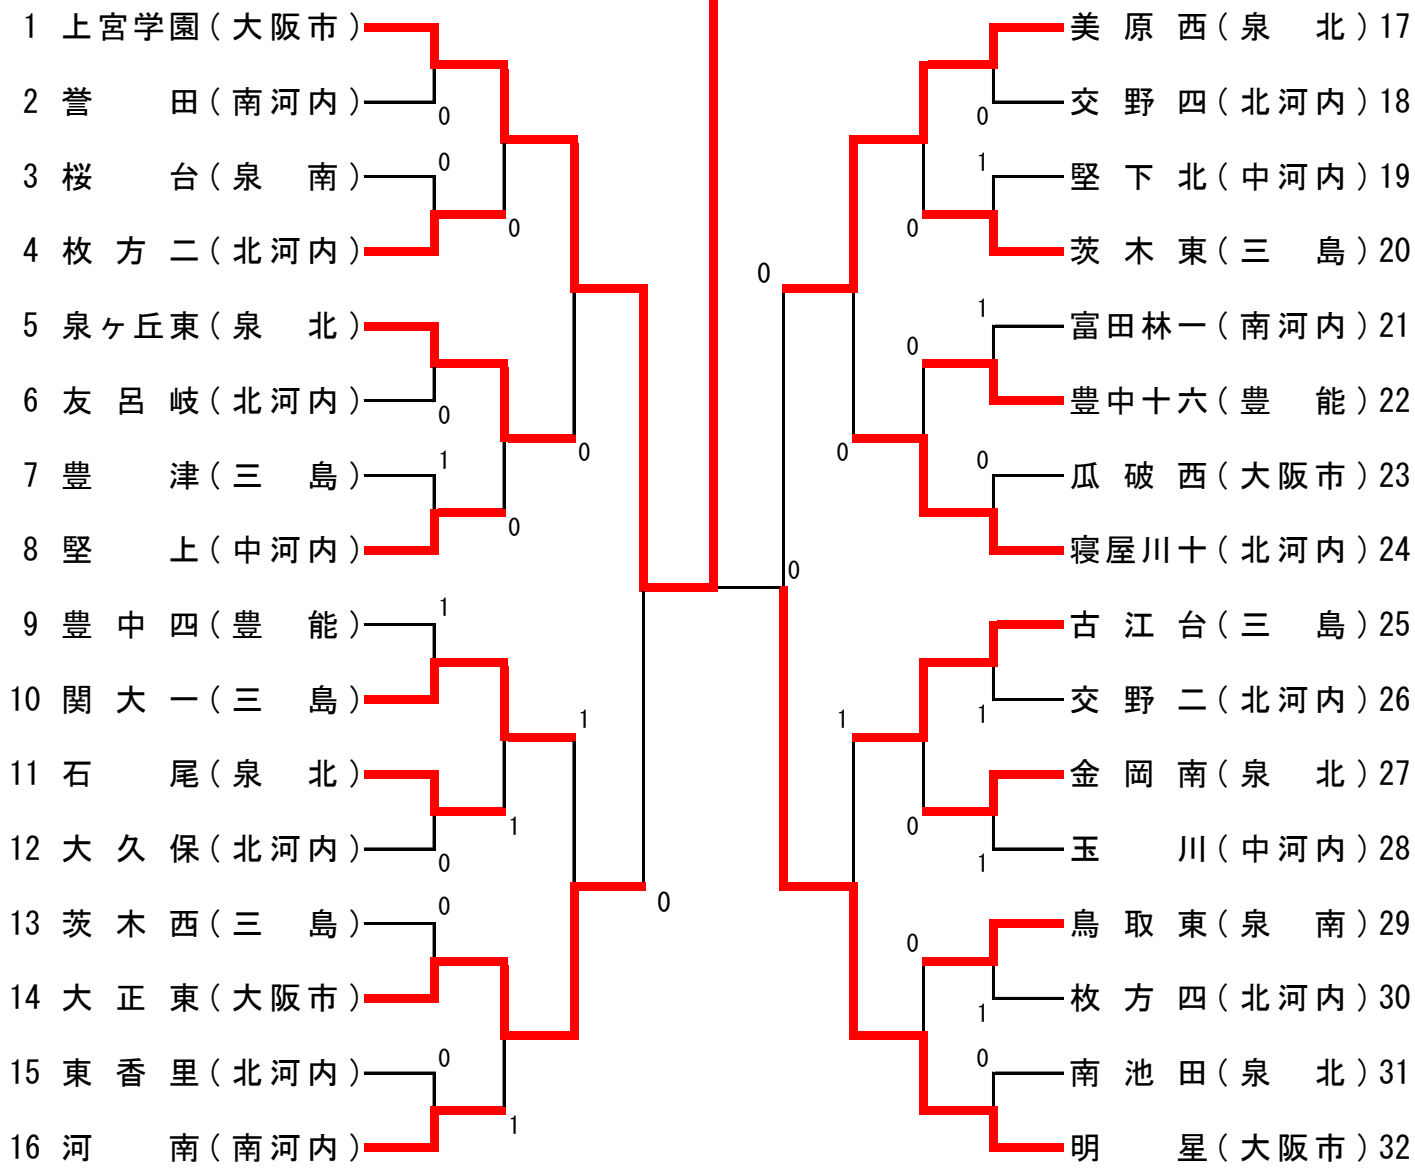 1 上宮学園(大阪市)
2 誉田(南河内)
0
3 桜台(泉南)
0
4 枚方二(北河内)
0
5 泉ヶ丘東(泉北)
6 友呂岐(北河内)
0
0
7 豊津(三島)
1
8 堅上(中河内)
0
9 豊中四(豊能)
1
10 関大一(三島)
1
11 石尾(泉北)
1
12 大久保(北河内)
0
13 茨木西(三島)
0
0
14 大正東(大阪市)
15 東香里(北河内)
0
16 河南(南河内)
1
美原西(泉北)17
交野四(北河内)18
0
堅下北(中河内)19
1
茨木東(三島)20
0
0
富田林一(南河内)21
1
豊中十六(豊能)22
0
瓜破西(大阪市)23
0
0
寝屋川十(北河内)24
0
古江台(三島)25
交野二(北河内)26
1
1
金岡南(泉北)27
玉川(中河内)28
0
1
鳥取東(泉南)29
0
枚方四(北河内)30
1
南池田(泉北)31
0
明星(大阪市)32